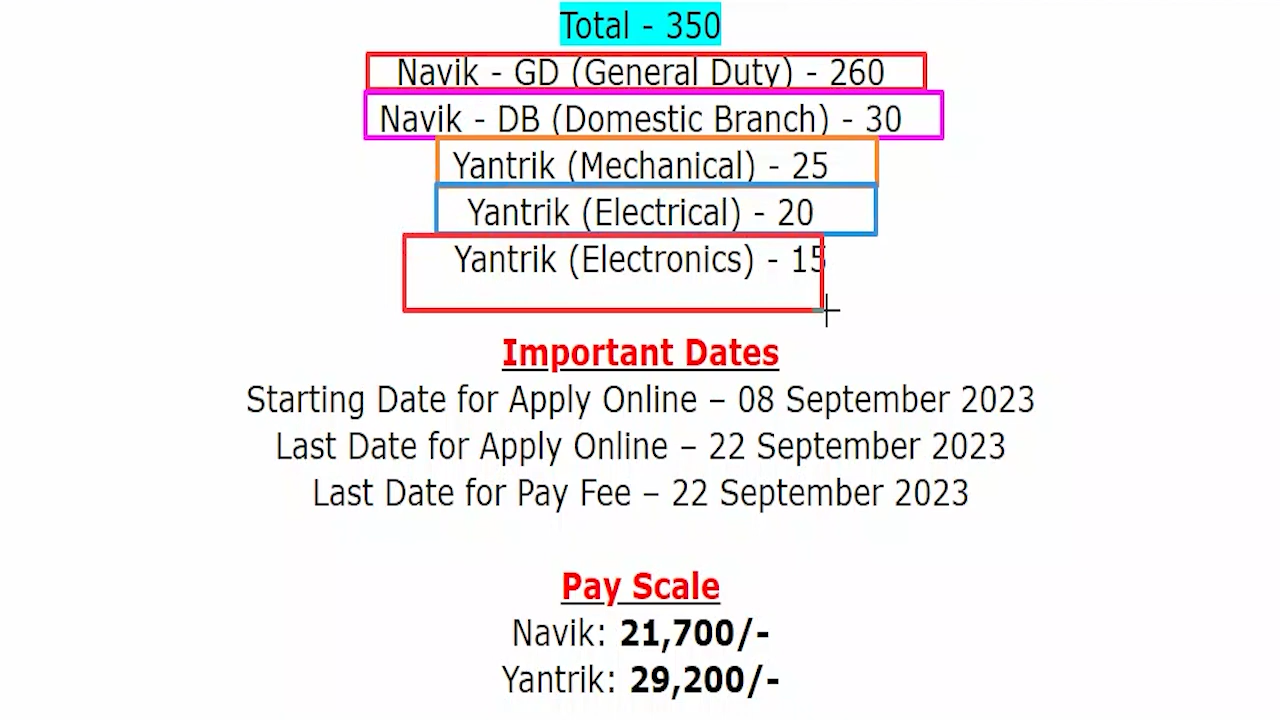 Total - 350
Navik - GD (General Duty) - 260
Navik - DB (Domestic Branch) - 30
Yantrik (Mechanical) - 25
Yantrik (Electrical) - 20
Yantrik (Electronics) - 15
Important Dates
Starting Date for Apply Online – 08 September 2023
Last Date for Apply Online – 22 September 2023
Last Date for Pay Fee – 22 September 2023
Pay Scale
Navik: 21,700/-
Yantrik: 29,200/-